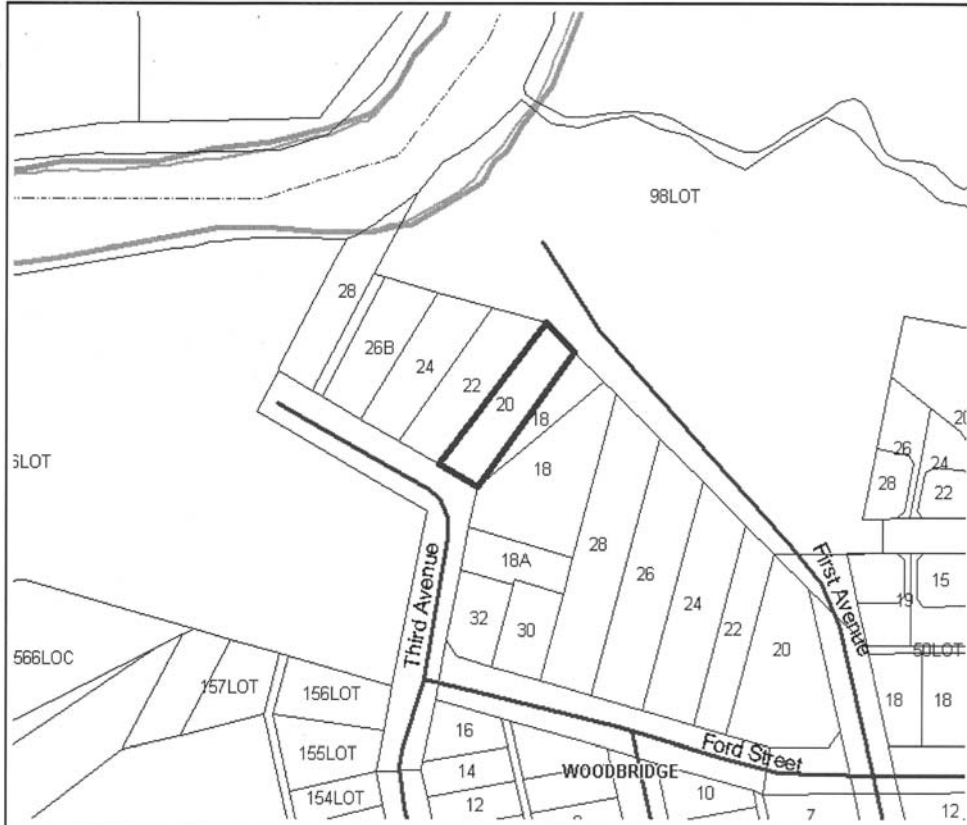 98LOT
28
26B
24
22
20
18
18
20
26
24
28
22
6LOT
18A
28
26
24
22
20
32
30
Third Avenue
First Avenue
19
15
50LOT
18
18
566LOC
157LOT
156LOT
155LOT
154LOT
16
14
12
Ford Street
WOODBRIDGE
10
7
12